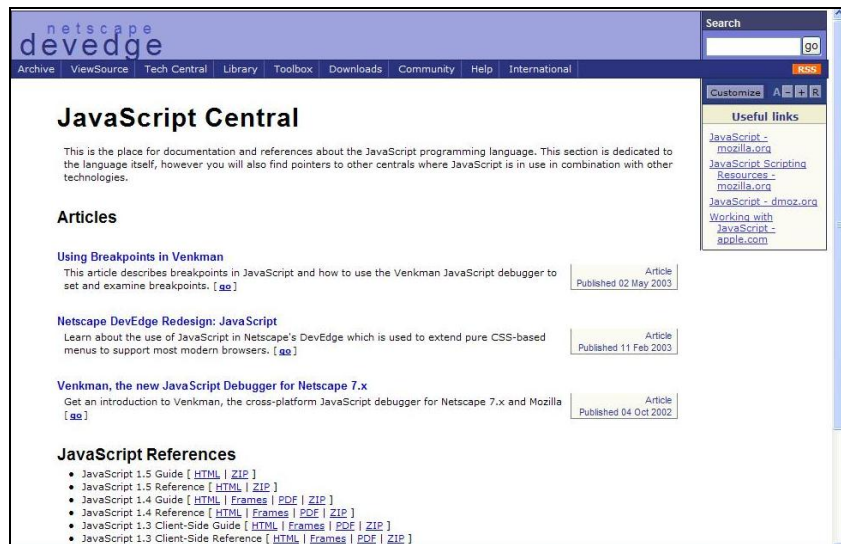 netscape
devedge
Search
go
Archive ViewSource Tech Central Library Toolbox Downloads Community Help International
RSS
Customize A - + R
JavaScript Central
This is the place for documentation and references about the JavaScript programming language. This section is dedicated to
the language itself, however you will also find pointers to other centrals where JavaScript is in use in combination with other
technologies.
Articles
Using Breakpoints in Venkman
This article describes breakpoints in JavaScript and how to use the Venkman JavaScript debugger to
set and examine breakpoints. [ go ]
Article
Published 02 May 2003
Netscape DevEdge Redesign: JavaScript
Learn about the use of JavaScript in Netscape's DevEdge which is used to extend pure CSS-based
menus to support most modern browsers. [ go ]
Article
Published 11 Feb 2003
Venkman, the new JavaScript Debugger for Netscape 7.x
Get an introduction to Venkman, the cross-platform JavaScript debugger for Netscape 7.x and Mozilla
[ go ]
Article
Published 04 Oct 2002
JavaScript References
• JavaScript 1.5 Guide [ HTML | ZIP ]
• JavaScript 1.5 Reference [ HTML | ZIP ]
• JavaScript 1.4 Guide [ HTML | Frames | PDF | ZIP ]
• JavaScript 1.4 Reference [ HTML | Frames | PDF | ZIP ]
• JavaScript 1.3 Client-Side Guide [ HTML | Frames | PDF | ZIP ]
• JavaScript 1.3 Client-Side Reference [ HTML | Frames | PDF | ZIP ]
Useful links
JavaScript -
mozilla.org
JavaScript Scripting
Resources -
mozilla.org
JavaScript - dmoz.org
Working with
JavaScript -
apple.com